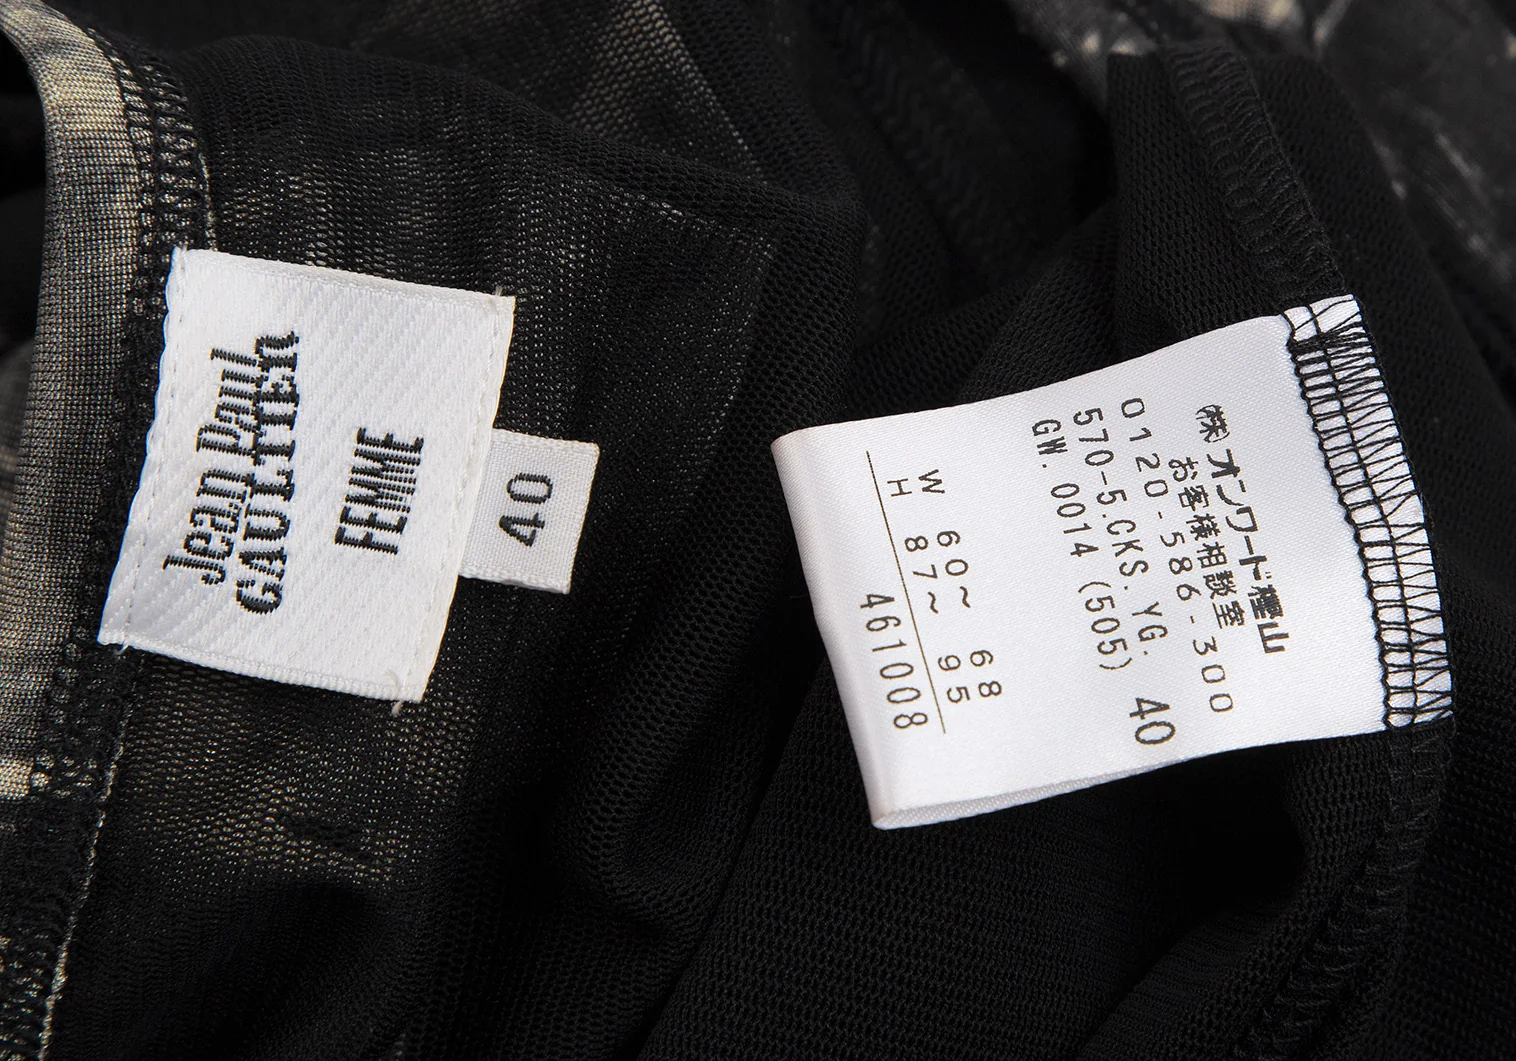 Jean Paul
GAULTIER
FEMME
40
(株)オンワード樫山
お客様相談室
0120-586-300
570-5.CKS.YG. 40
GW.0014 (505)
W 60～ 68
H 87～ 95
461008